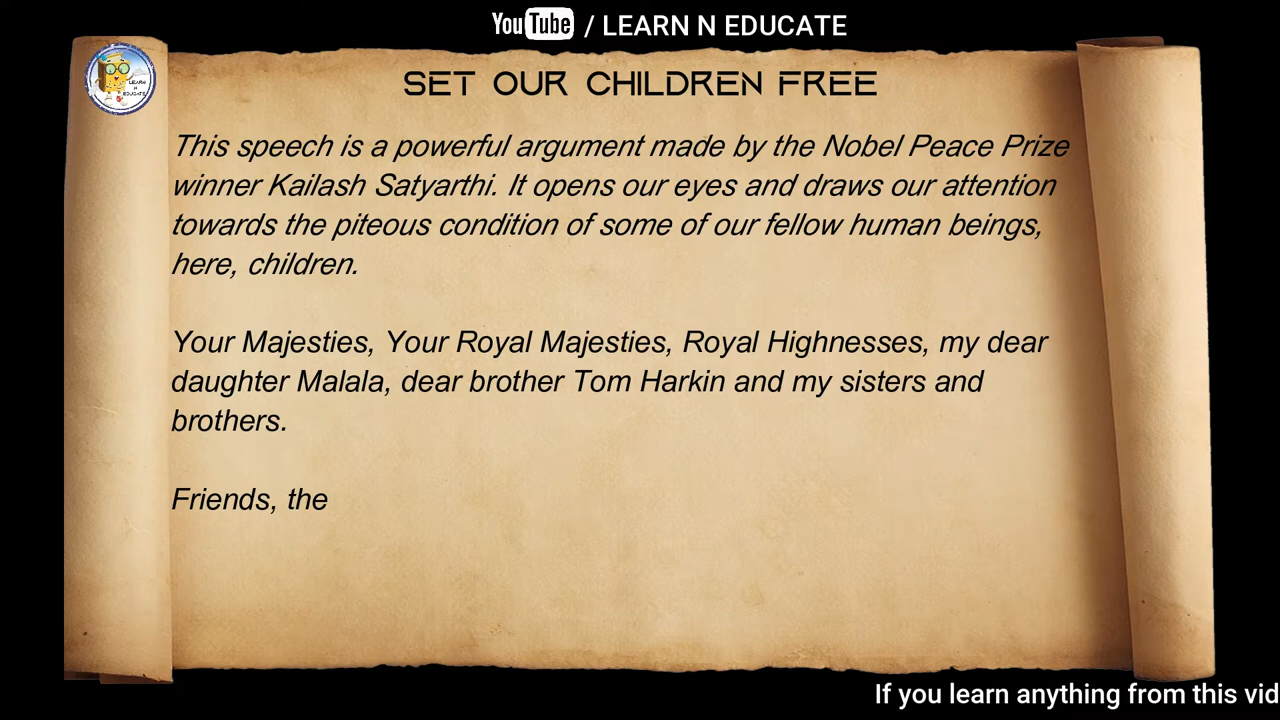 YouTube / LEARN N EDUCATE
LEARN
N
EDUCATE
SET OUR CHILDREN FREE
This speech is a powerful argument made by the Nobel Peace Prize
winner Kailash Satyarthi. It opens our eyes and draws our attention
towards the piteous condition of some of our fellow human beings,
here, children.
Your Majesties, Your Royal Majesties, Royal Highnesses, my dear
daughter Malala, dear brother Tom Harkin and my sisters and
brothers.
Friends, the
If you learn anything from this vid